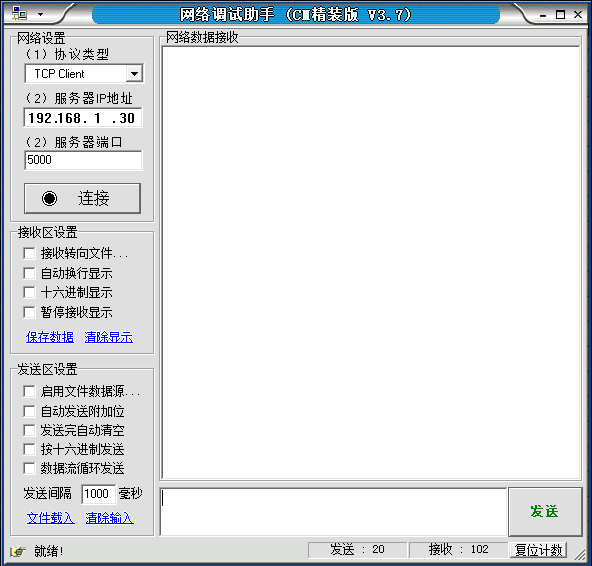 网络调试助手 (CM精装版 V3.7)
网络设置
（1）协议类型
TCP Client
（2）服务器IP地址
192.168. 1 .30
（2）服务器端口
5000
连接
接收区设置
接收转向文件...
自动换行显示
十六进制显示
暂停接收显示
保存数据 清除显示
发送区设置
启用文件数据源...
自动发送附加位
发送完自动清空
按十六进制发送
数据流循环发送
发送间隔 1000 毫秒
文件载入 清除输入
网络数据接收
发送
就绪!
发送 : 20
接收 : 102
复位计数